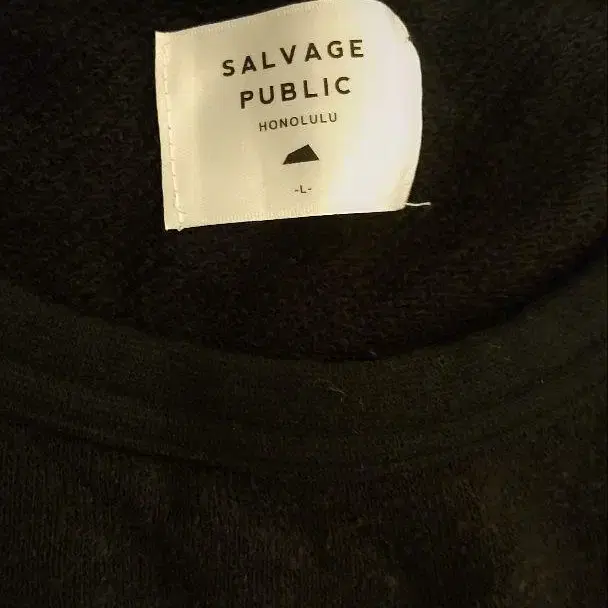 SALVAGE
PUBLIC
HONOLULU
-L-